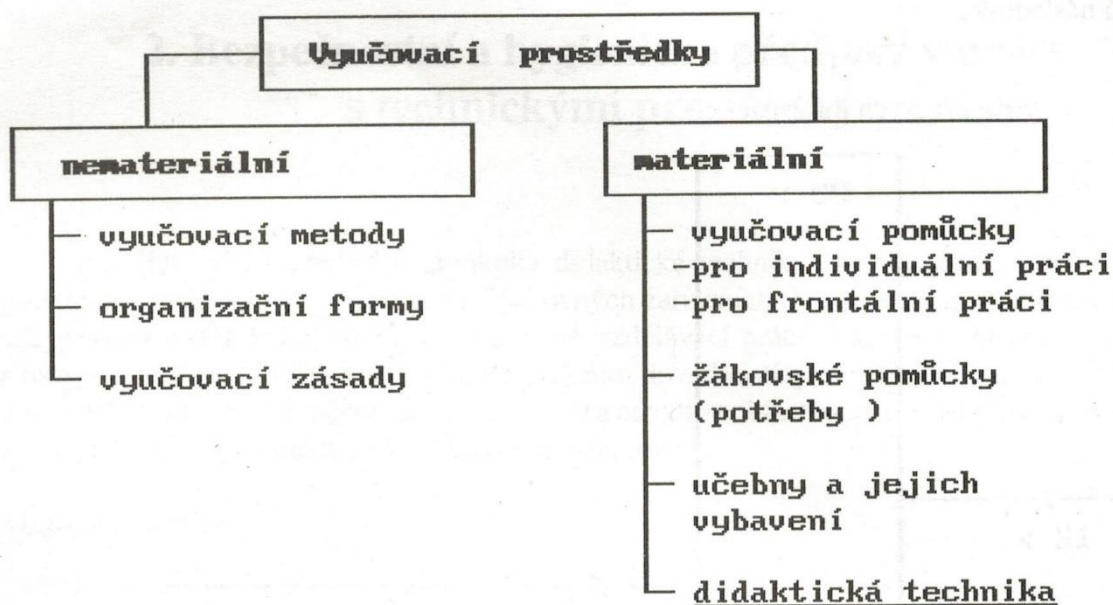 Vyučovací prostředky
nemateriální
vyučovací metody
organizační formy
vyučovací zásady
materiální
vyučovací pomůcky
-pro individuální práci
-pro frontální práci
žákovské pomůcky
(potřeby )
učebny a jejich
vybavení
didaktická technika